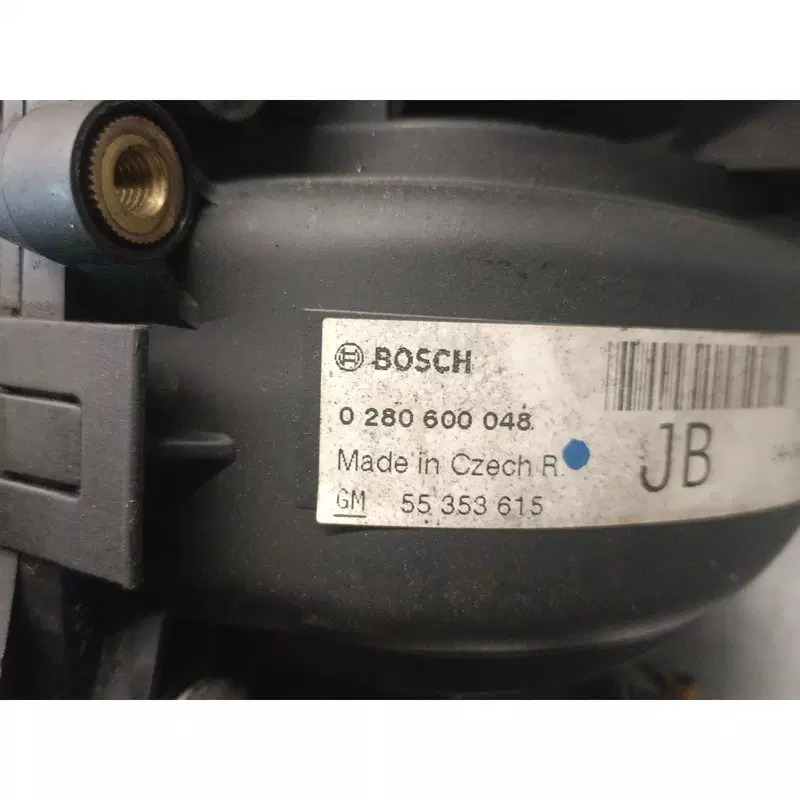 BOSCH
0 280 600 048
Made in Czech R.
JB
GM 55 353 615